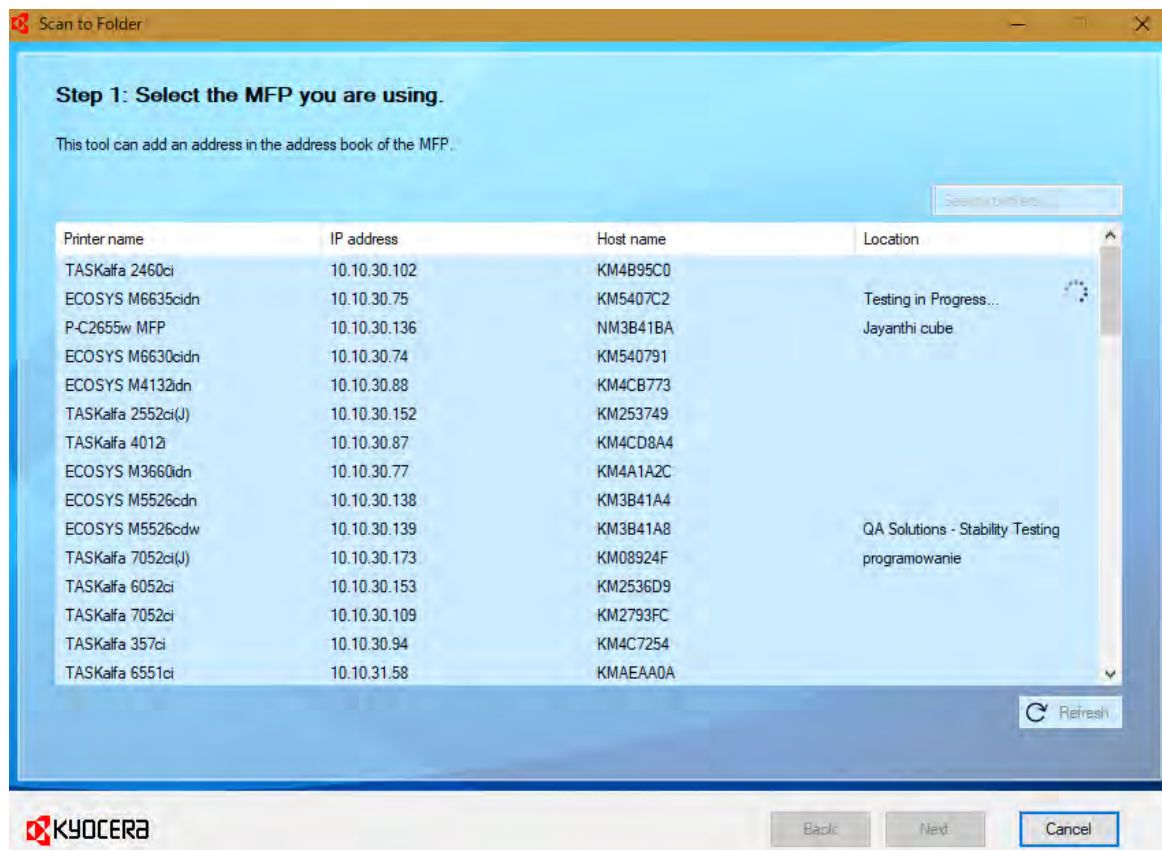 Scan to Folder
Step 1: Select the MFP you are using.
This tool can add an address in the address book of the MFP.
Printer name IP address Host name Location
TASKalfa 2460ci 10.10.30.102 KM4B95C0
ECOSYS M6635cidn 10.10.30.75 KM5407C2 Testing in Progress...
P-C2655w MFP 10.10.30.136 NM3B41BA Jayanthi cube
ECOSYS M6630cidn 10.10.30.74 KM540791
ECOSYS M4132idn 10.10.30.88 KM4CB773
TASKalfa 2552ci(J) 10.10.30.152 KM253749
TASKalfa 4012i 10.10.30.87 KM4CD8A4
ECOSYS M3660idn 10.10.30.77 KM4A1A2C
ECOSYS M5526cdn 10.10.30.138 KM3B41A4
ECOSYS M5526cdw 10.10.30.139 KM3B41A8 QA Solutions - Stability Testing
TASKalfa 7052ci(J) 10.10.30.173 KM08924F programowanie
TASKalfa 6052ci 10.10.30.153 KM2536D9
TASKalfa 7052ci 10.10.30.109 KM2793FC
TASKalfa 357ci 10.10.30.94 KM4C7254
TASKalfa 6551ci 10.10.31.58 KMAEAA0A
Refresh
KYOCERA Back Next Cancel